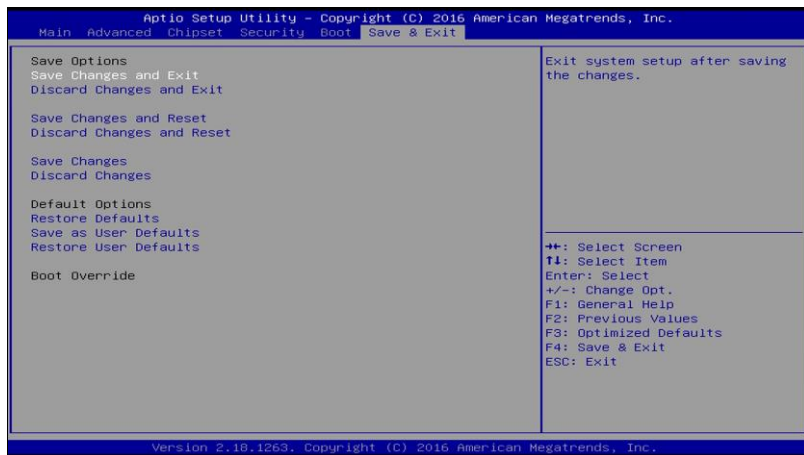 Aptio Setup Utility – Copyright (C) 2016 American Megatrends, Inc.
Main Advanced Chipset Security Boot Save & Exit
Save Options
Save Changes and Exit
Discard Changes and Exit
Save Changes and Reset
Discard Changes and Reset
Save Changes
Discard Changes
Default Options
Restore Defaults
Save as User Defaults
Restore User Defaults
Boot Override
Exit system setup after saving
the changes.
→←: Select Screen
↑↓: Select Item
Enter: Select
+/-: Change Opt.
F1: General Help
F2: Previous Values
F3: Optimized Defaults
F4: Save & Exit
ESC: Exit
Version 2.18.1263. Copyright (C) 2016 American Megatrends, Inc.